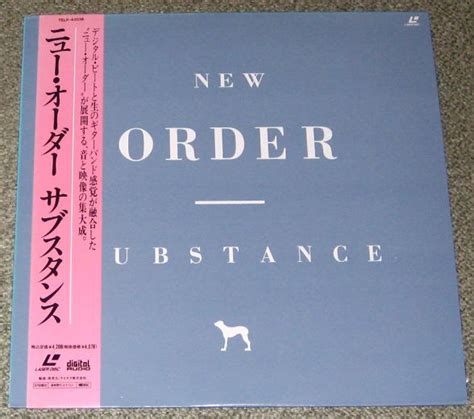 ニュー・オーダー サブスタンス
デジタル・ビートと生のギターバンド感覚が融合した
"ニュー・オーダー"が展開する、音と映像の集大成。
NEW
ORDER
UBSTANCE
LASER DISC
digital
AUDIO